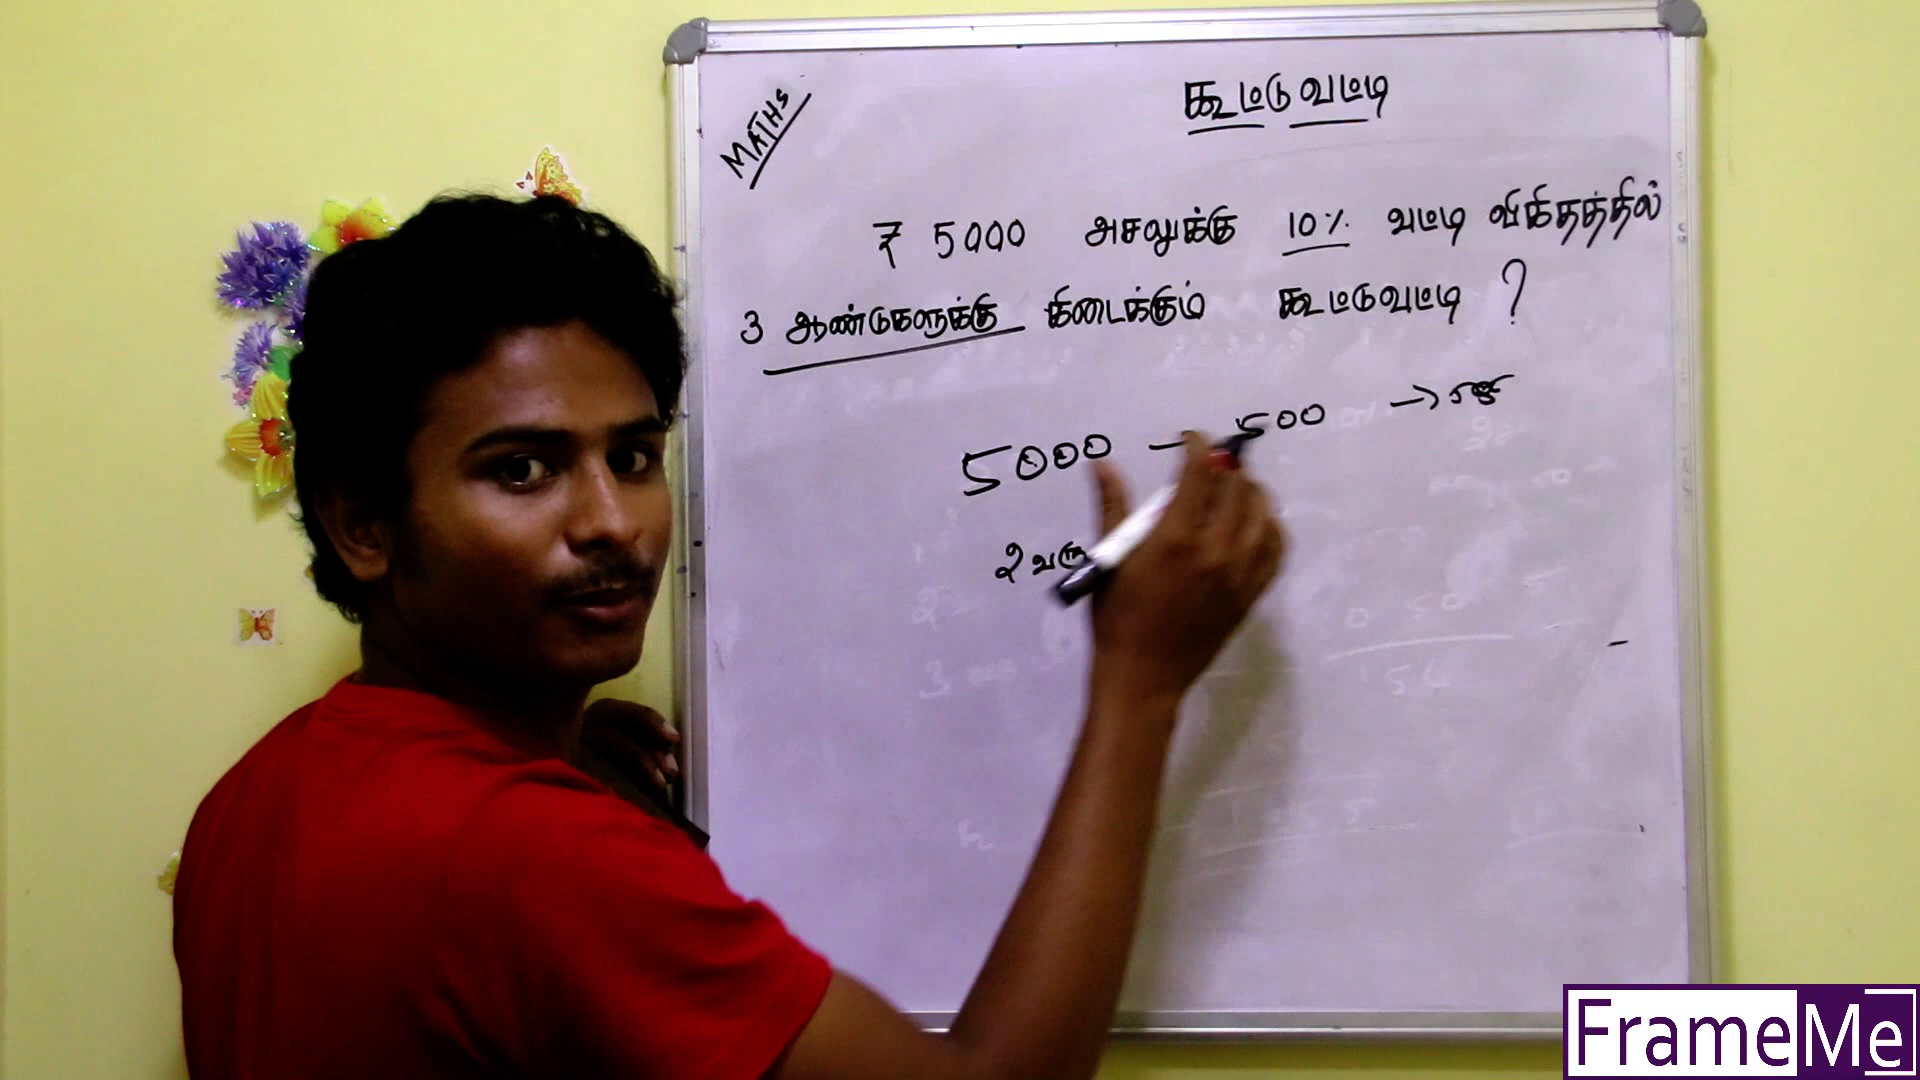 MATHS
கூட்டு வட்டி
₹ 5000 அசலுக்கு 10% வட்டி விகிதத்தில்
3 ஆண்டுகளுக்கு கிடைக்கும் கூட்டுவட்டி ?
5000 – 500 →
2 வரு
FrameMe